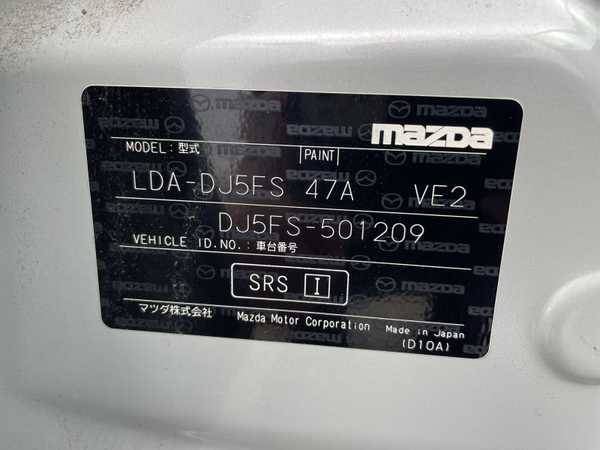 mazda
MODEL: 型式 PAINT
LDA-DJ5FS 47A VE2
DJ5FS-501209
VEHICLE ID.NO.: 車台番号
SRS I
マツダ株式会社 Mazda Motor Corporation Made in Japan
(D10A)